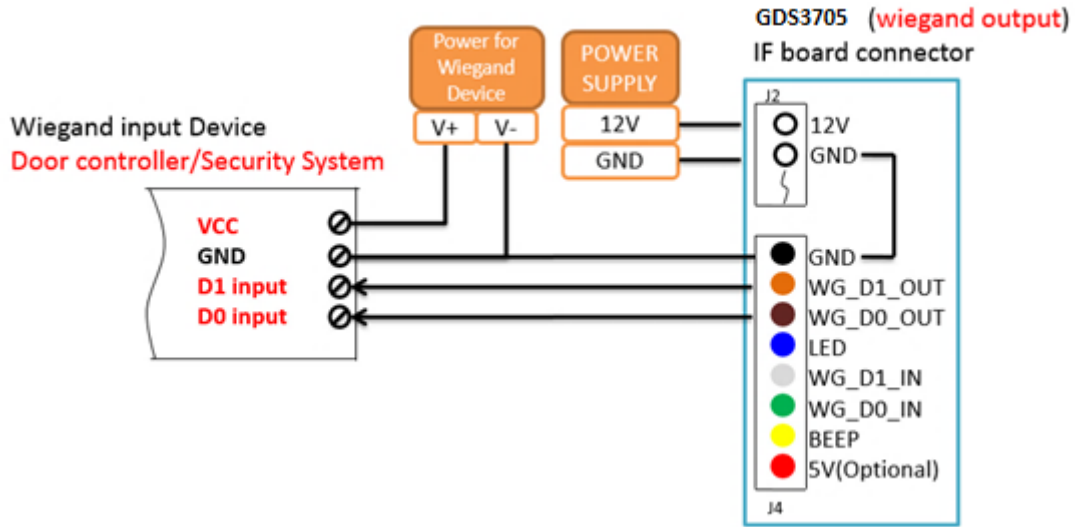 GDS3705 (wiegand output)
IF board connector
Power for
Wiegand
Device
V+ V-
POWER
SUPPLY
12V
GND
Wiegand input Device
Door controller/Security System
VCC
GND
D1 input
D0 input
J2
12V
GND
GND
WG_D1_OUT
WG_D0_OUT
LED
WG_D1_IN
WG_D0_IN
BEEP
5V(Optional)
J4